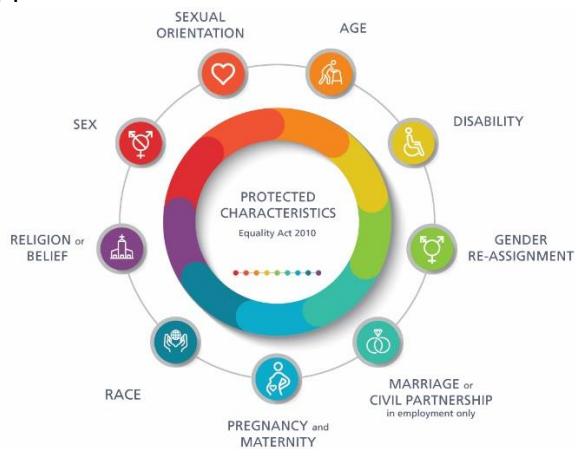 SEXUAL
ORIENTATION
AGE
SEX
DISABILITY
PROTECTED
CHARACTERISTICS
Equality Act 2010
RELIGION or
BELIEF
GENDER
RE-ASSIGNMENT
RACE
MARRIAGE or
CIVIL PARTNERSHIP
in employment only
PREGNANCY and
MATERNITY